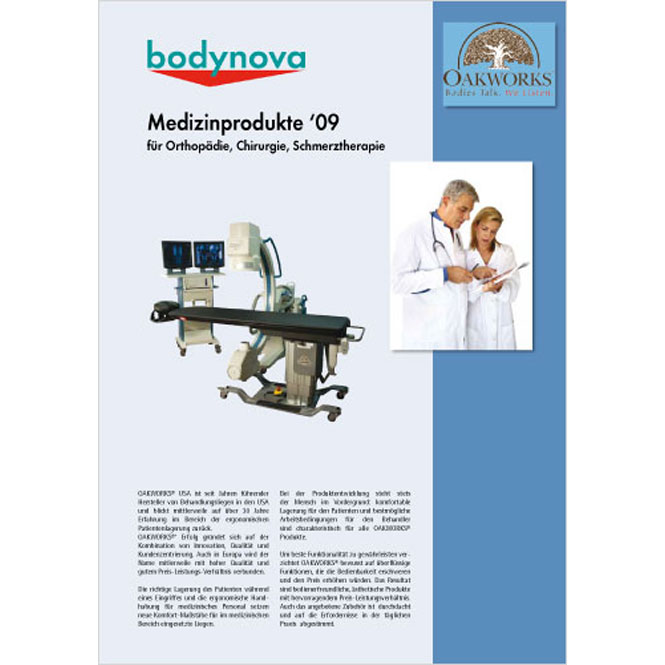 bodynova
OAKWORKS
Bodies Talk. We Listen
Medizinprodukte ‘09
für Orthopädie, Chirurgie, Schmerztherapie
OAKWORKS® USA ist seit Jahren führender
Hersteller von Behandlungsliegen in den USA
und blickt mittlerweile auf über 30 Jahre
Erfahrung im Bereich der ergonomischen
Patientenlagerung zurück.
OAKWORKS®' Erfolg gründet sich auf der
Kombination von Innovation, Qualität und
Kundenzentrierung. Auch in Europa wird der
Name mittlerweile mit hoher Qualität und
gutem Preis-Leistungs-Verhältnis verbunden.
Die richtige Lagerung des Patienten während
eines Eingriffes und die ergonomische Hand-
habung für medizinisches Personal setzen
neue Komfort-Maßstäbe für im medizinischen
Bereich eingesetzte Liegen.
Bei der Produktentwicklung steht stets
der Mensch im Vordergrund: komfortable
Lagerung für den Patienten und bestmögliche
Arbeitsbedingungen für den Behandler
sind charakteristisch für alle OAKWORKS®
Produkte.
Um beste Funktionalität zu gewährleisten ver-
zichtet OAKWORKS® bewusst auf überflüssige
Funktionen, die die Bedienbarkeit erschweren
und den Preis erhöhen würden. Das Resultat
sind bedienerfreundliche, ästhetische Produkte
mit hervorragendem Preis-Leistungsverhältnis.
Auch das angebotene Zubehör ist durchdacht
und auf die Erfordernisse in der täglichen
Praxis abgestimmt.